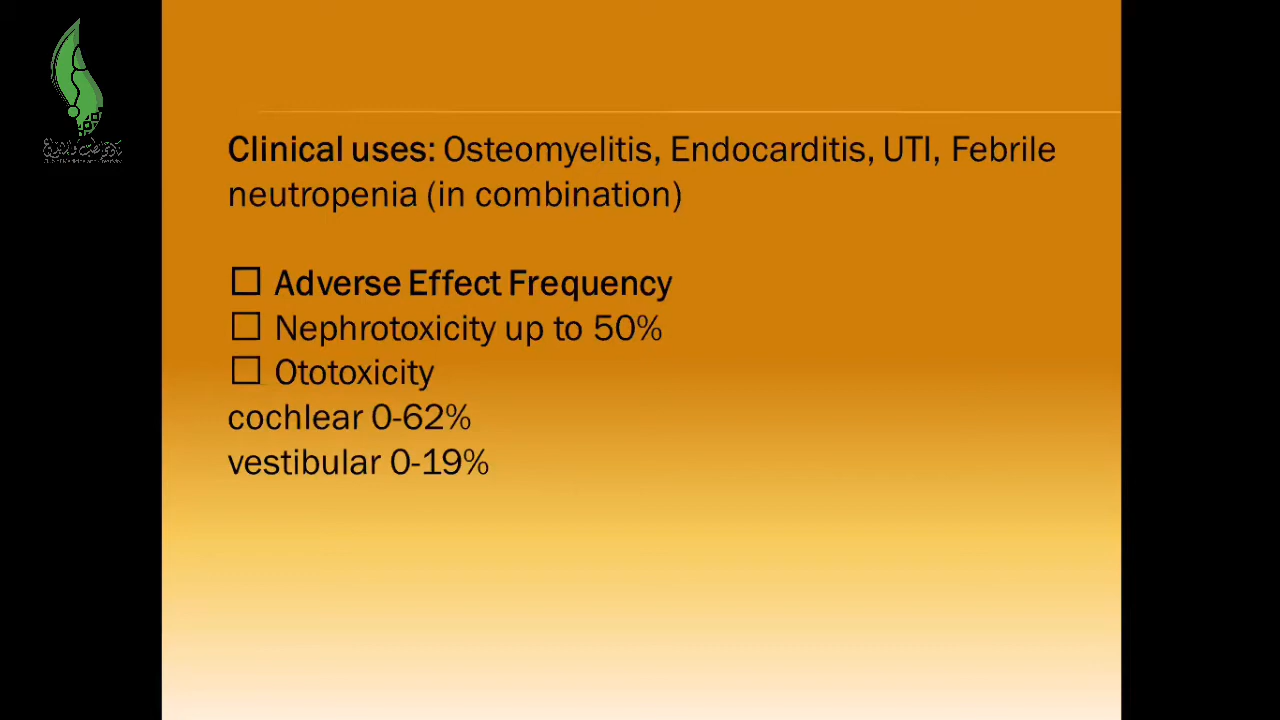 Clinical uses: Osteomyelitis, Endocarditis, UTI, Febrile
neutropenia (in combination)
☐ Adverse Effect Frequency
☐ Nephrotoxicity up to 50%
☐ Ototoxicity
cochlear 0-62%
vestibular 0-19%